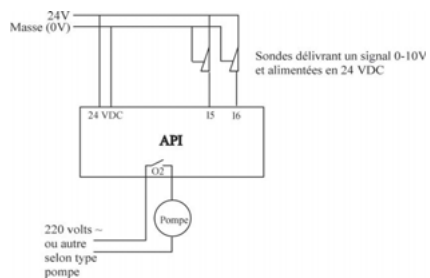 24V
Masse (0V)
Sondes délivrant un signal 0-10V
et alimentées en 24 VDC
24 VDC
I5
I6
API
O2
Pompe
220 volts ~
ou autre
selon type
pompe